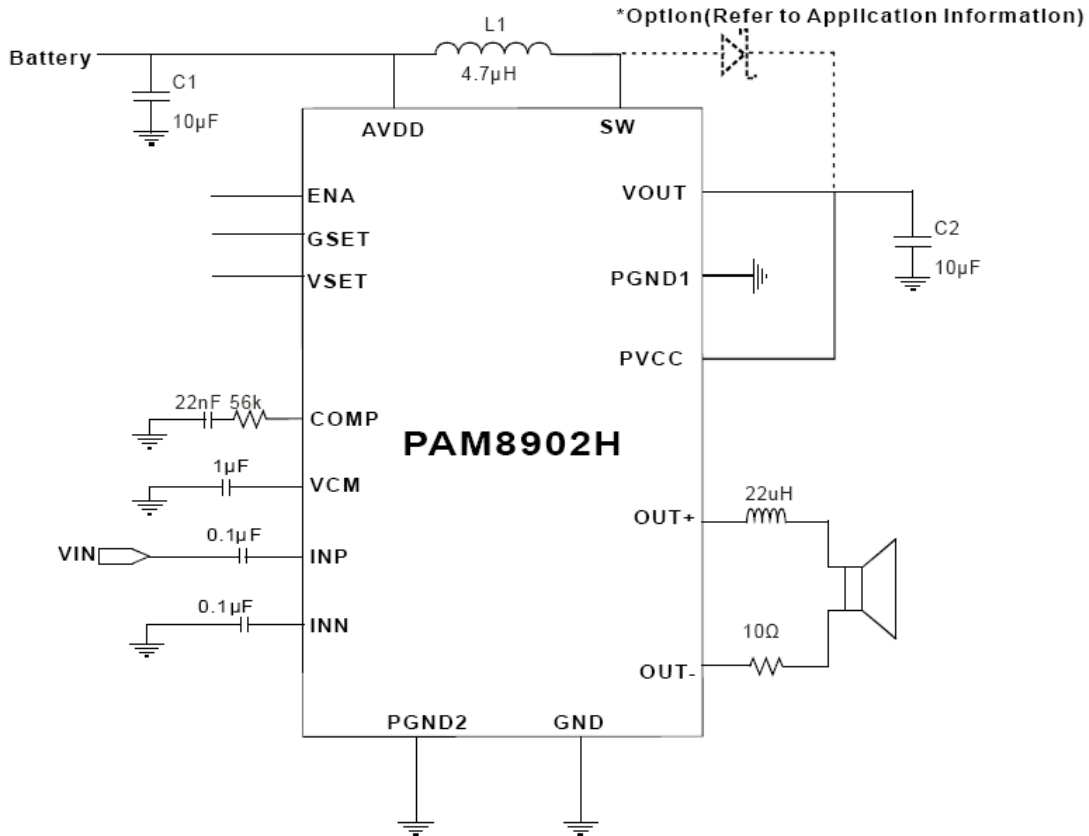 *Option(Refer to Application Information)
L1
Battery
4.7µH
C1
10µF
AVDD
SW
ENA
VOUT
GSET
C2
VSET
PGND1
10µF
PVCC
22nF 56k
COMP
PAM8902H
1µF
VCM
22uH
OUT+
0.1µF
VIN
INP
0.1µF
INN
10Ω
OUT-
PGND2
GND